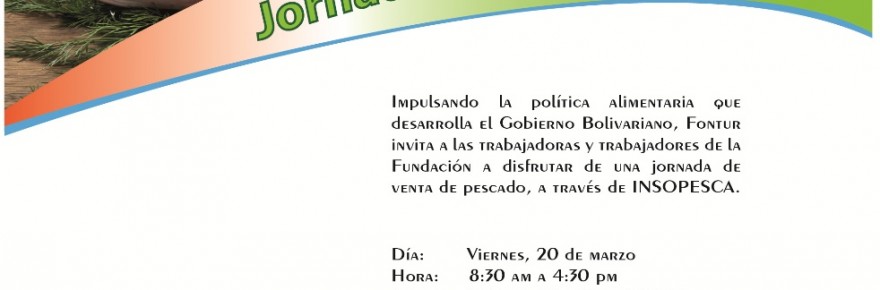 Impulsando la política alimentaria que
desarrolla el Gobierno Bolivariano, Fontur
invita a las trabajadoras y trabajadores de la
Fundación a disfrutar de una jornada de
venta de pescado, a través de INSOPESCA.
Día: Viernes, 20 de marzo
Hora: 8:30 am a 4:30 pm